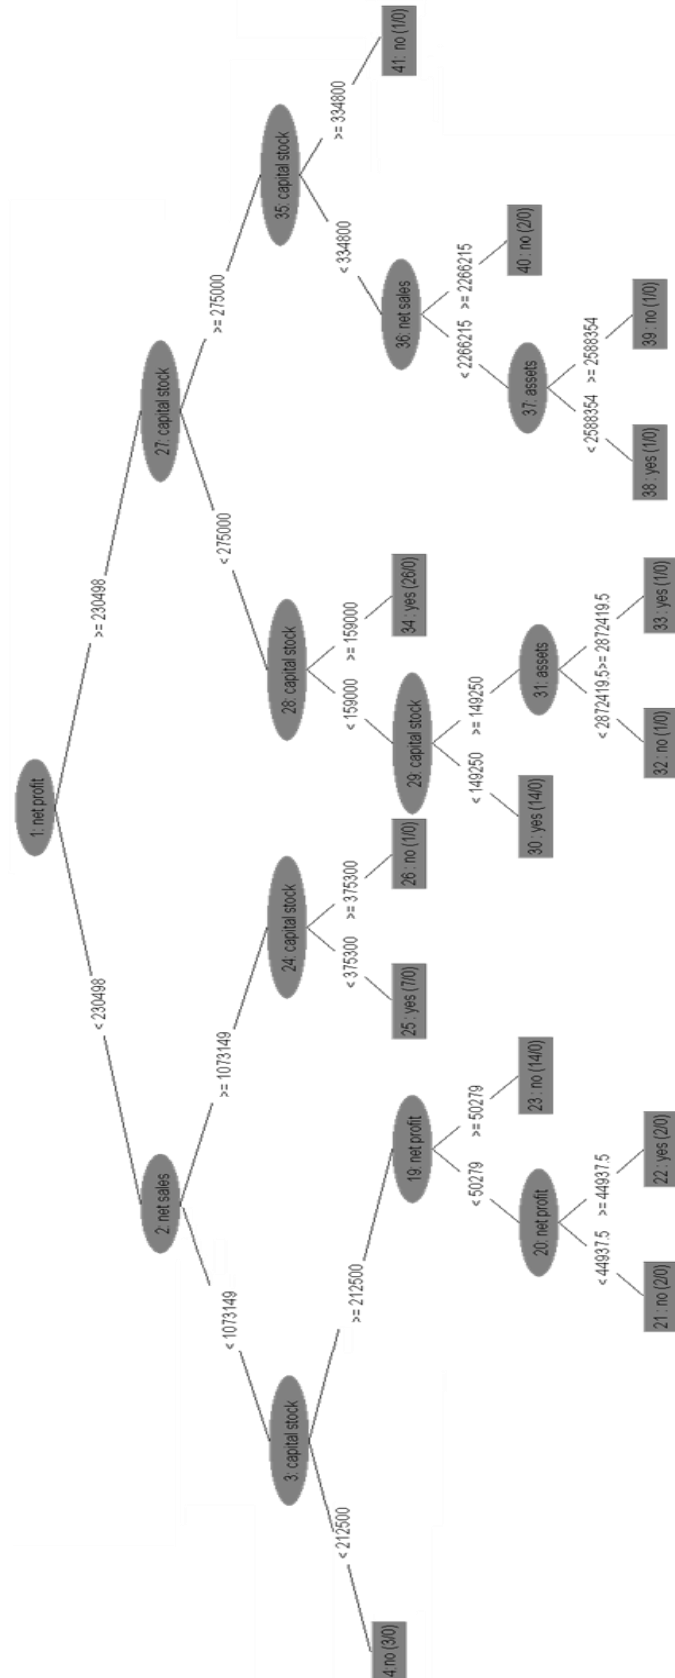 1: net profit
< 230498
>= 230498
2: net sales
27: capital stock
< 1073149
>= 1073149
< 275000
>= 275000
3: capital stock
24: capital stock
28: capital stock
35: capital stock
< 212500
>= 212500
< 375300
>= 375300
< 159000
>= 159000
< 334800
>= 334800
4:no (3/0)
19: net profit
25 : yes (7/0)
26 : no (1/0)
29: capital stock
34 : yes (26/0)
36: net sales
41: no (1/0)
< 50279
>= 50279
< 149250
>= 149250
< 2266215
>= 2266215
20: net profit
23 : no (14/0)
30 : yes (14/0)
31: assets
37: assets
40 : no (2/0)
< 44937.5
>= 44937.5
< 2872419.5
>= 2872419.5
< 2588354
>= 2588354
21 : no (2/0)
22 : yes (2/0)
32 : no (1/0)
33 : yes (1/0)
38 : yes (1/0)
39 : no (1/0)